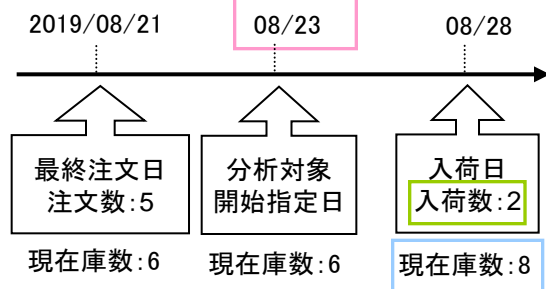 2019/08/21
08/23
08/28
最終注文日
注文数:5
分析対象
開始指定日
入荷日
入荷数:2
現在庫数:6
現在庫数:6
現在庫数:8